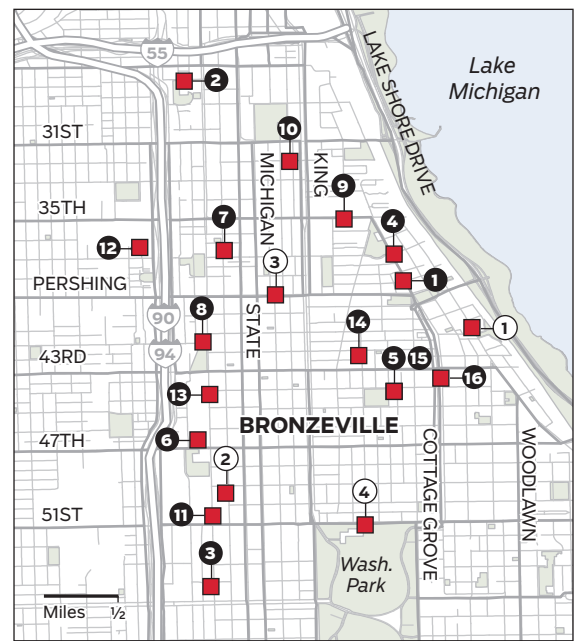 55
Lake
Michigan
LAKE SHORE DRIVE
2
31ST
10
MICHIGAN
KING
9
35TH
7
4
12
3
1
PERSHING
8
90
STATE
14
1
94
43RD
5 15
16
13
BRONZEVILLE
6
47TH
COTTAGE GROVE
WOODLAWN
2
4
11
51ST
3
Wash.
Park
Miles ½